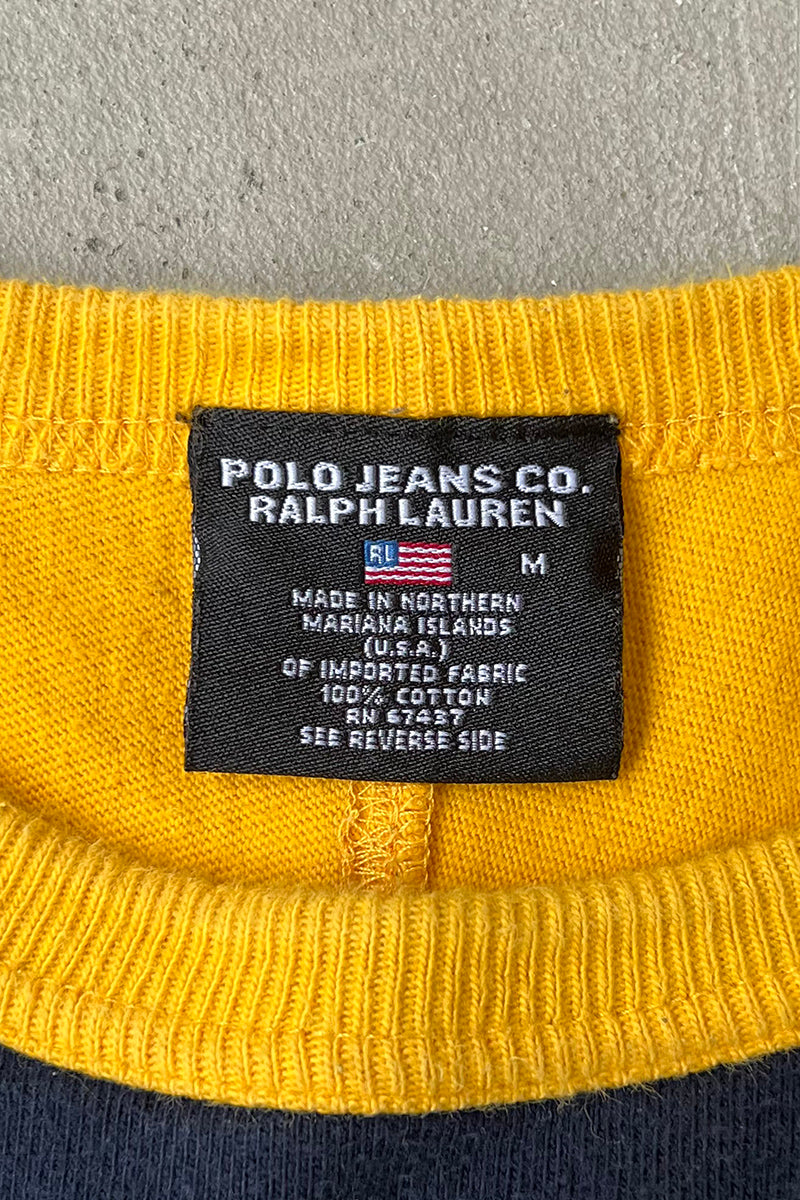 POLO JEANS CO.
RALPH LAUREN
RL M
MADE IN NORTHERN
MARIANA ISLANDS
(U.S.A.)
OF IMPORTED FABRIC
100% COTTON
RN 67437
SEE REVERSE SIDE